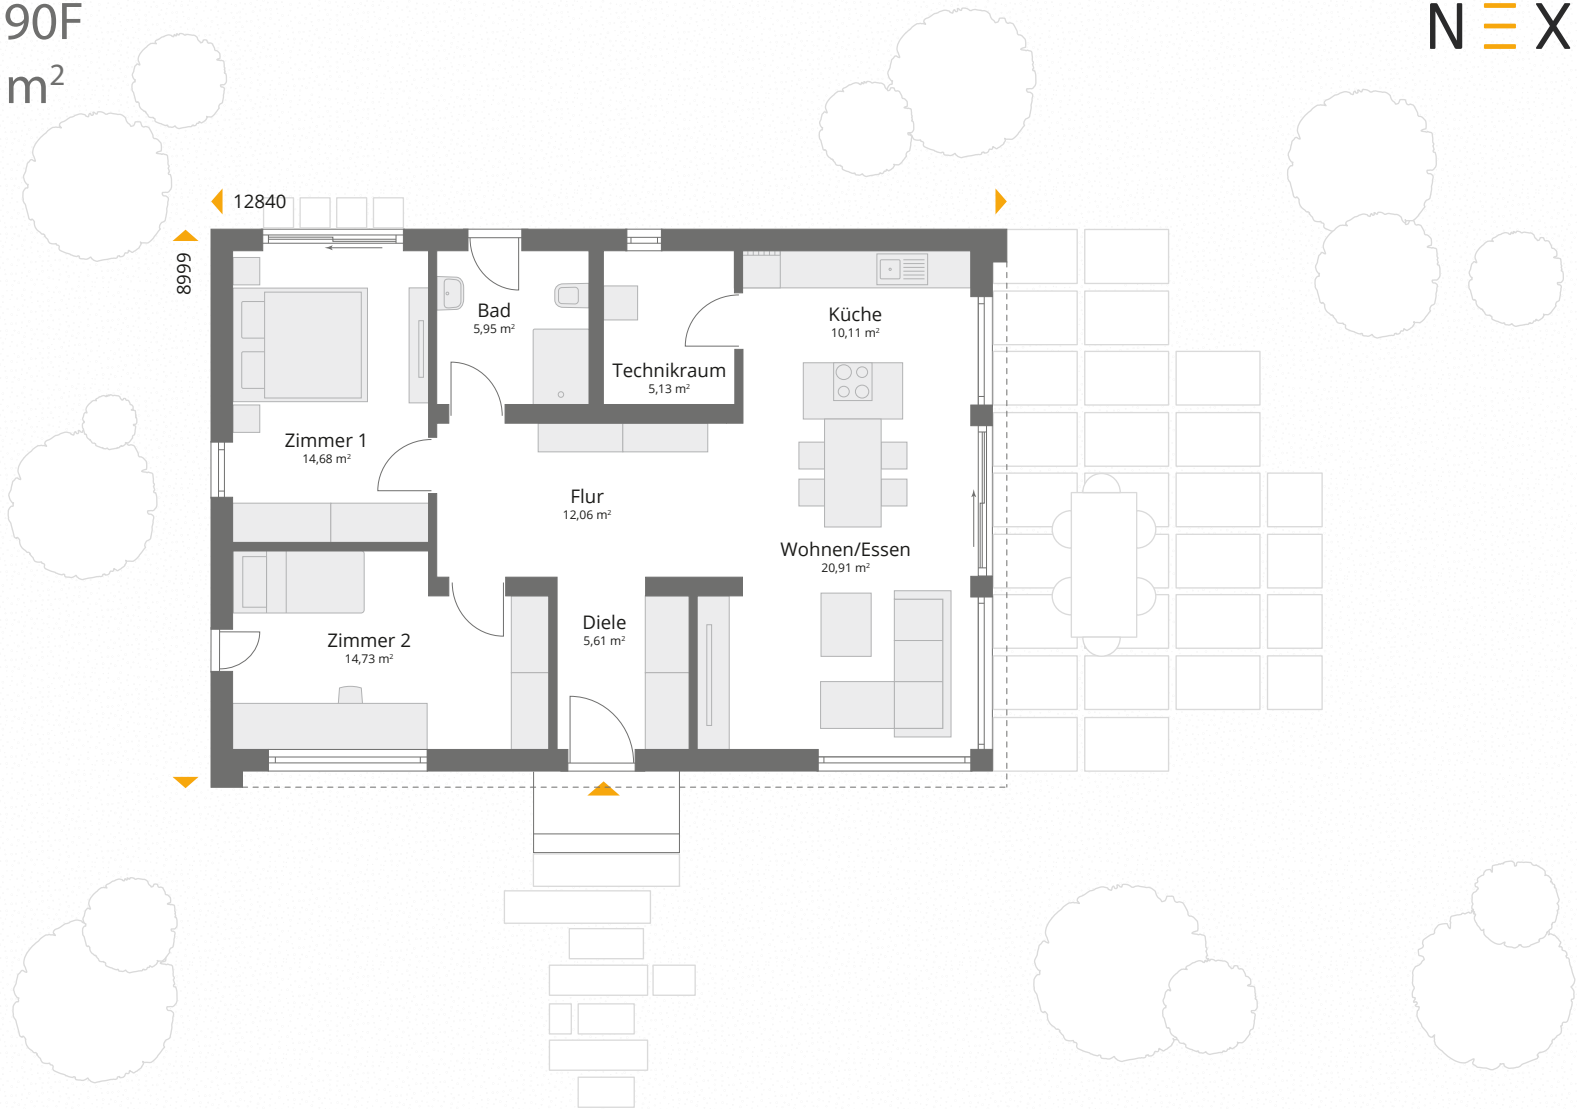 90F
N Ξ X
m²
12840
8999
Bad
5,95 m²
Küche
10,11 m²
Technikraum
5,13 m²
Zimmer 1
14,68 m²
Flur
12,06 m²
Wohnen/Essen
20,91 m²
Diele
5,61 m²
Zimmer 2
14,73 m²